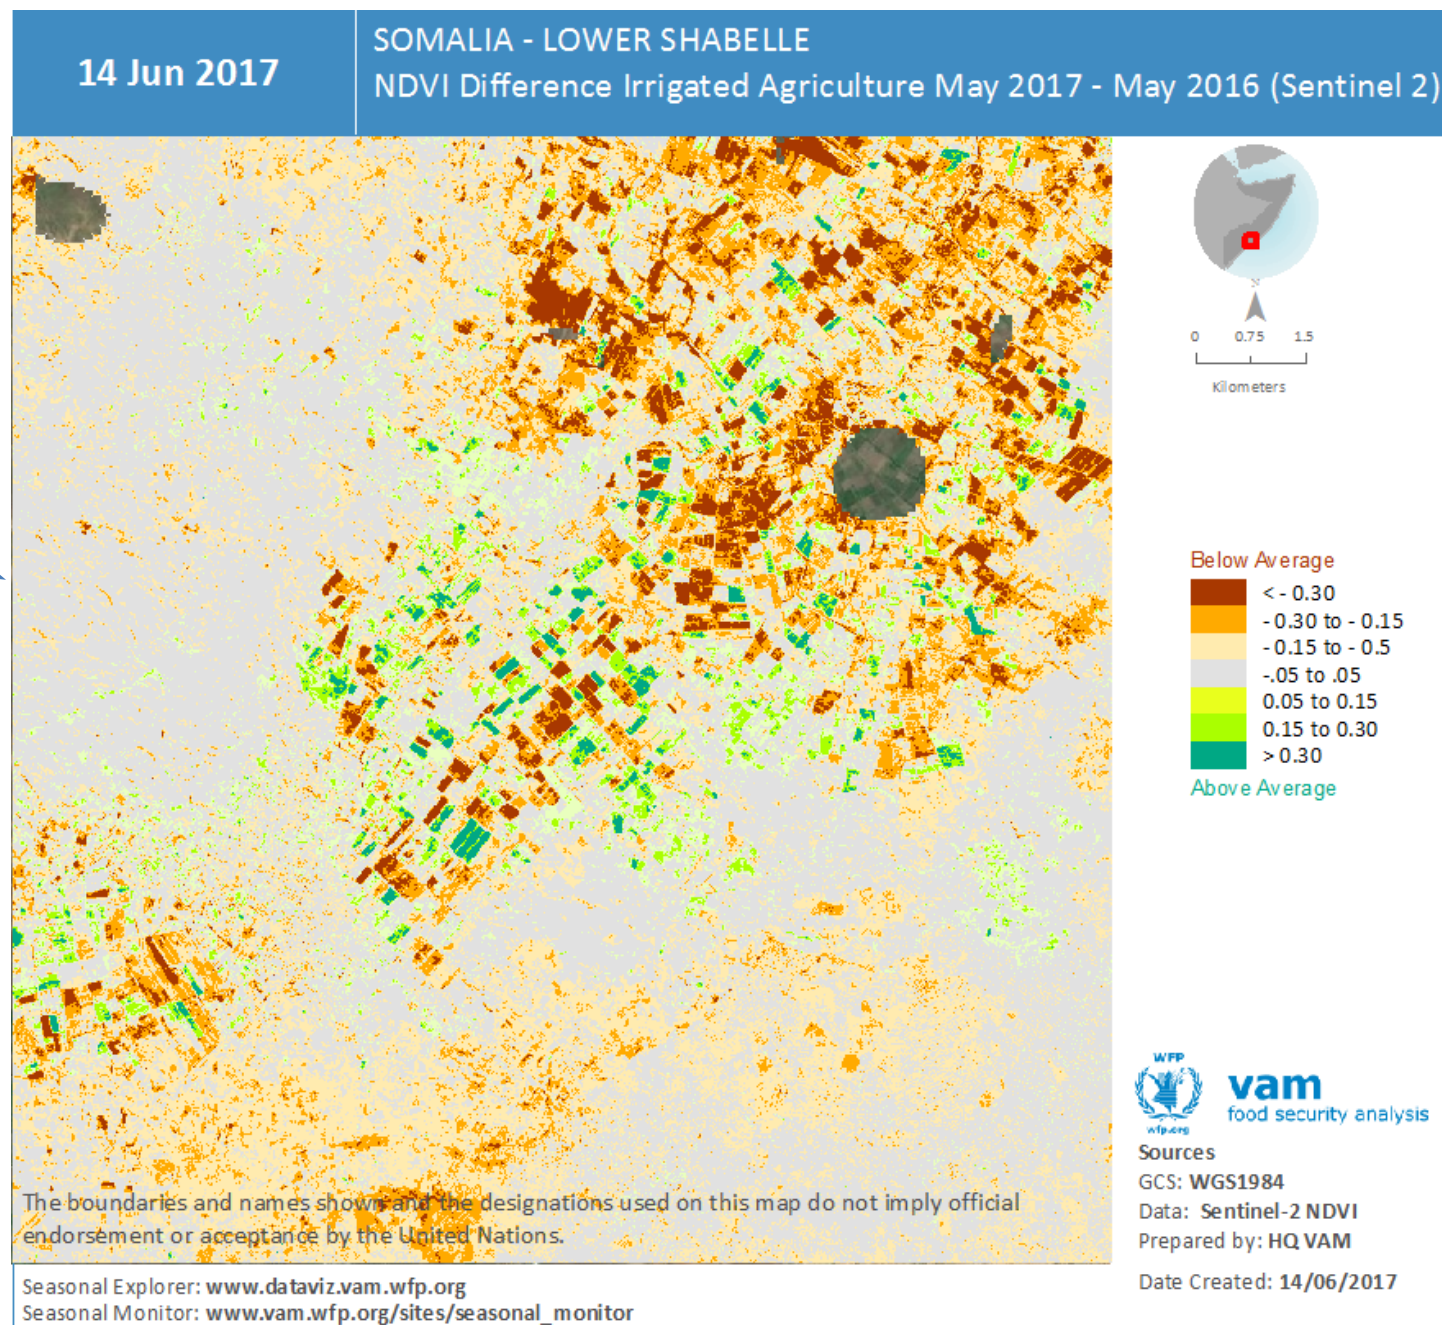 14 Jun 2017
SOMALIA - LOWER SHABELLE
NDVI Difference Irrigated Agriculture May 2017 - May 2016 (Sentinel 2)
N
0 0.75 1.5
Kilometers
Below Average
< - 0.30
- 0.30 to - 0.15
- 0.15 to - 0.5
-.05 to .05
0.05 to 0.15
0.15 to 0.30
> 0.30
Above Average
WFP
wfp.org
vam
food security analysis
Sources
GCS: WGS1984
Data: Sentinel-2 NDVI
Prepared by: HQ VAM
Date Created: 14/06/2017
The boundaries and names shown and the designations used on this map do not imply official
endorsement or acceptance by the United Nations.
Seasonal Explorer: www.dataviz.vam.wfp.org
Seasonal Monitor: www.vam.wfp.org/sites/seasonal_monitor